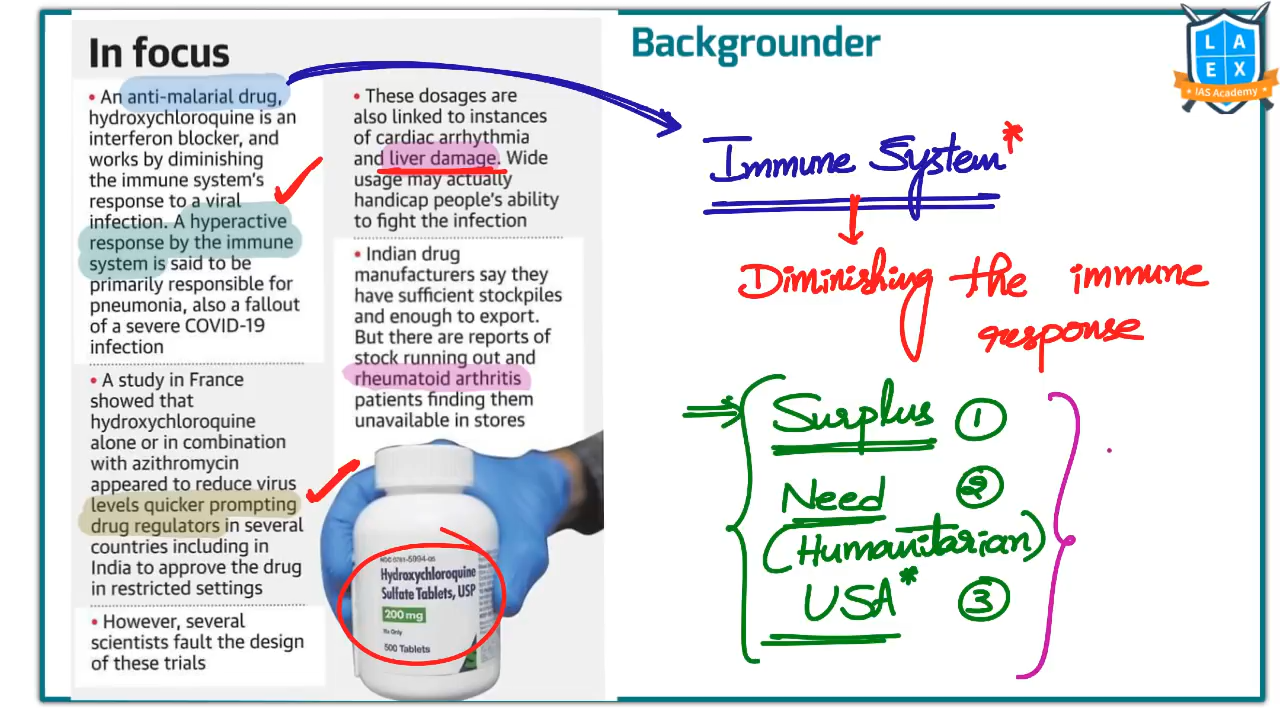 In focus
• An anti-malarial drug,
hydroxychloroquine is an
interferon blocker, and
works by diminishing
the immune system's
response to a viral
infection. A hyperactive
response by the immune
system is said to be
primarily responsible for
pneumonia, also a fallout
of a severe COVID-19
infection
• A study in France
showed that
hydroxychloroquine
alone or in combination
with azithromycin
appeared to reduce virus
levels quicker prompting
drug regulators in several
countries including in
India to approve the drug
in restricted settings
• However, several
scientists fault the design
of these trials
• These dosages are
also linked to instances
of cardiac arrhythmia
and liver damage. Wide
usage may actually
handicap people's ability
to fight the infection
• Indian drug
manufacturers say they
have sufficient stockpiles
and enough to export.
But there are reports of
stock running out and
rheumatoid arthritis
patients finding them
unavailable in stores
Hydroxychloroquine
Sulfate Tablets, USP
200 mg
Rx Only
500 Tablets
Backgrounder
Immune System*
Diminishing the immune
response
Surplus 1
Need 2
(Humanitarian)
USA* 3
L A
E X
IAS Academy